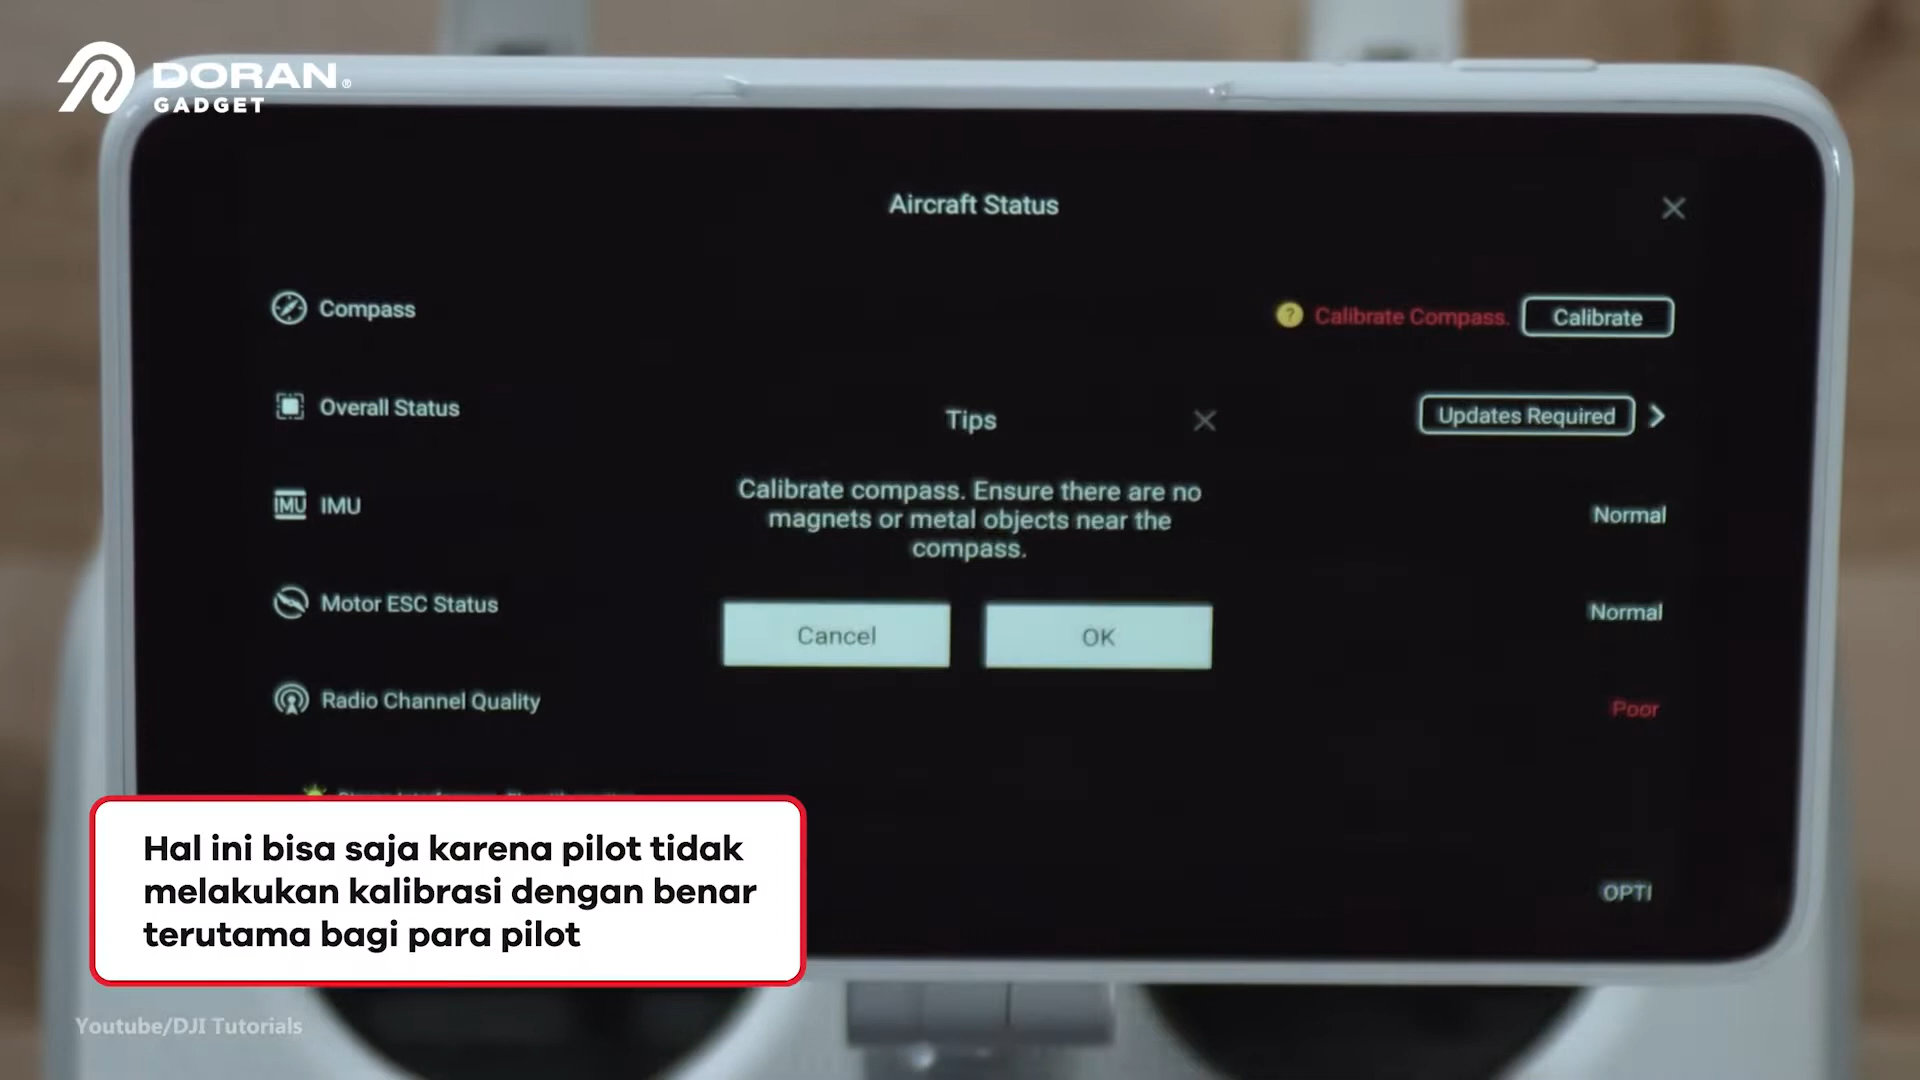 DORAN®
GADGET
Aircraft Status
Compass
Calibrate Compass.
Calibrate
Overall Status
Updates Required
Tips
Calibrate compass. Ensure there are no
magnets or metal objects near the
compass.
IMU IMU
Normal
Cancel
OK
Motor ESC Status
Normal
Radio Channel Quality
Poor
OPTI
Hal ini bisa saja karena pilot tidak
melakukan kalibrasi dengan benar
terutama bagi para pilot
Youtube/DJI Tutorials